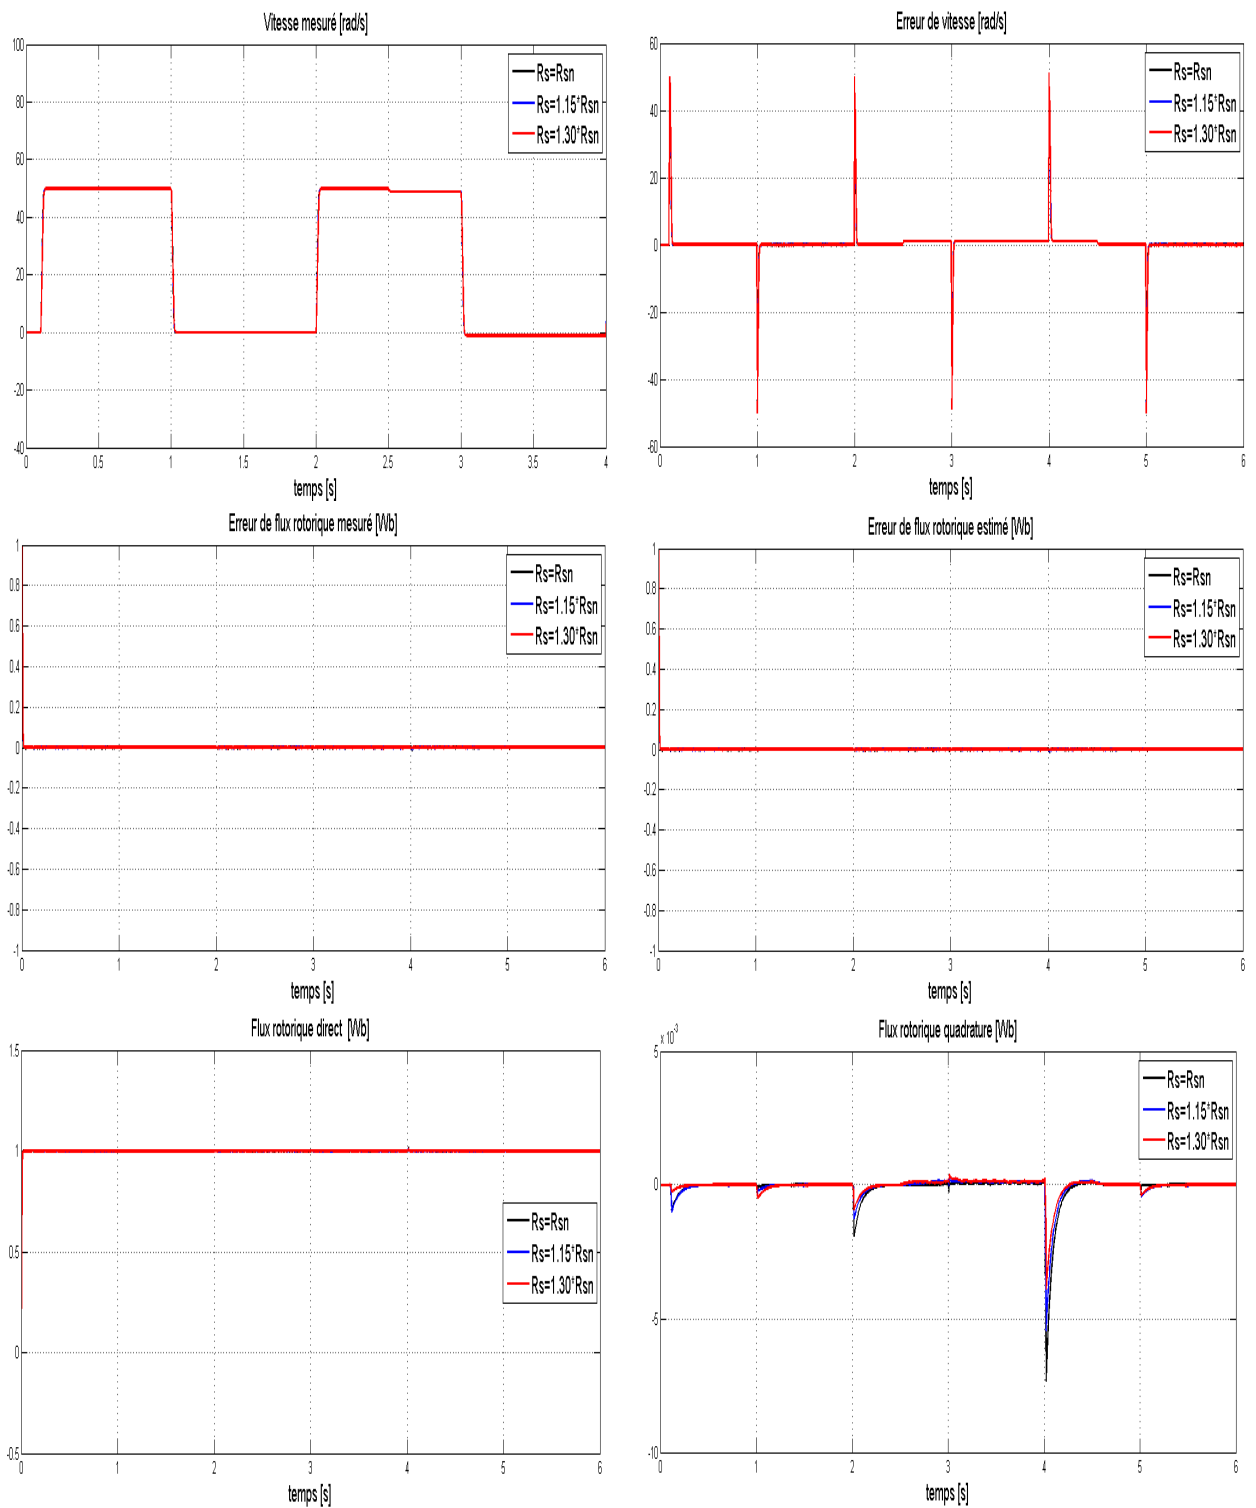 Vitesse mesuré [rad/s]
100
80
60
40
20
0
-20
-40
0 0.5 1 1.5 2 2.5 3 3.5 4
temps [s]
Rs=Rsn
Rs=1.15*Rsn
Rs=1.30*Rsn
Erreur de vitesse [rad/s]
60
40
20
0
-20
-40
-60
0 1 2 3 4 5 6
temps [s]
Rs=Rsn
Rs=1.15*Rsn
Rs=1.30*Rsn
Erreur de flux rotorique mesuré [Wb]
1
0.8
0.6
0.4
0.2
0
-0.2
-0.4
-0.6
-0.8
-1
0 1 2 3 4 5 6
temps [s]
Rs=Rsn
Rs=1.15*Rsn
Rs=1.30*Rsn
Erreur de flux rotorique estimé [Wb]
1
0.8
0.6
0.4
0.2
0
-0.2
-0.4
-0.6
-0.8
-1
0 1 2 3 4 5 6
temps [s]
Rs=Rsn
Rs=1.15*Rsn
Rs=1.30*Rsn
Flux rotorique direct [Wb]
1.5
1
0.5
0
-0.5
0 1 2 3 4 5 6
temps [s]
Rs=Rsn
Rs=1.15*Rsn
Rs=1.30*Rsn
Flux rotorique quadrature [Wb]
x 10^-3
5
0
-5
-10
0 1 2 3 4 5 6
temps [s]
Rs=Rsn
Rs=1.15*Rsn
Rs=1.30*Rsn